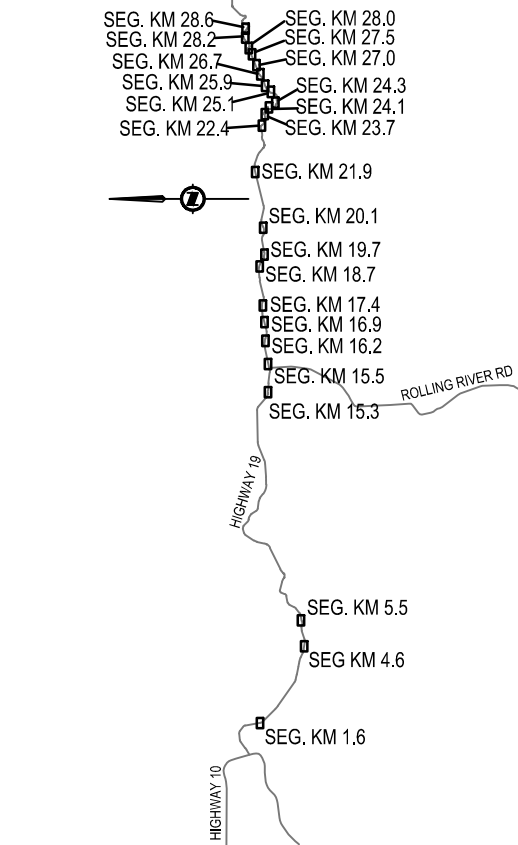 SEG. KM 28.6
SEG. KM 28.0
SEG. KM 28.2
SEG. KM 27.5
SEG. KM 26.7
SEG. KM 27.0
SEG. KM 25.9
SEG. KM 24.3
SEG. KM 25.1
SEG. KM 24.1
SEG. KM 22.4
SEG. KM 23.7
SEG. KM 21.9
SEG. KM 20.1
SEG. KM 19.7
SEG. KM 18.7
SEG. KM 17.4
SEG. KM 16.9
SEG. KM 16.2
SEG. KM 15.5
ROLLING RIVER RD
SEG. KM 15.3
HIGHWAY 19
SEG. KM 5.5
SEG KM 4.6
SEG. KM 1.6
HIGHWAY 10